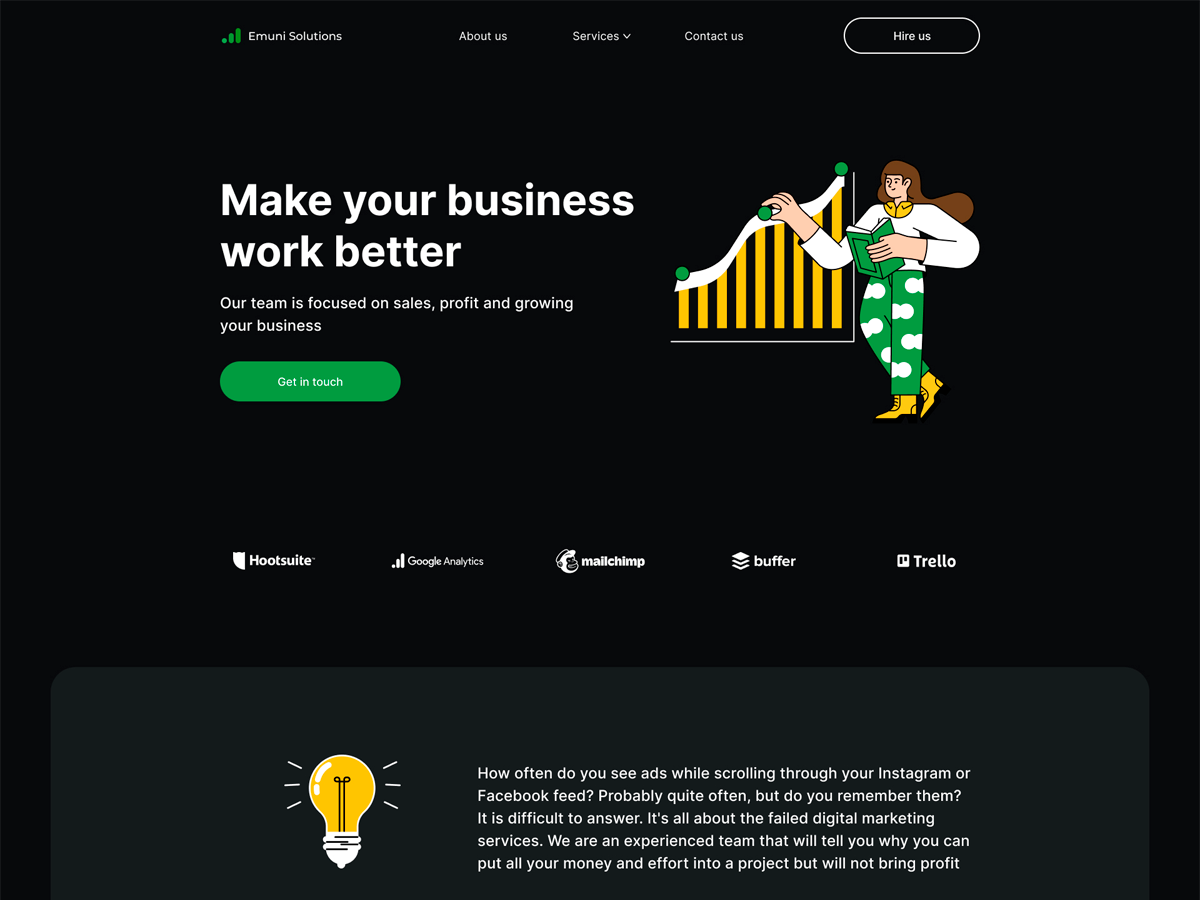 Emuni Solutions
About us
Services
Contact us
Hire us
Make your business
work better
Our team is focused on sales, profit and growing
your business
Get in touch
Hootsuite™
Google Analytics
mailchimp
buffer
Trello
How often do you see ads while scrolling through your Instagram or
Facebook feed? Probably quite often, but do you remember them?
It is difficult to answer. It's all about the failed digital marketing
services. We are an experienced team that will tell you why you can
put all your money and effort into a project but will not bring profit